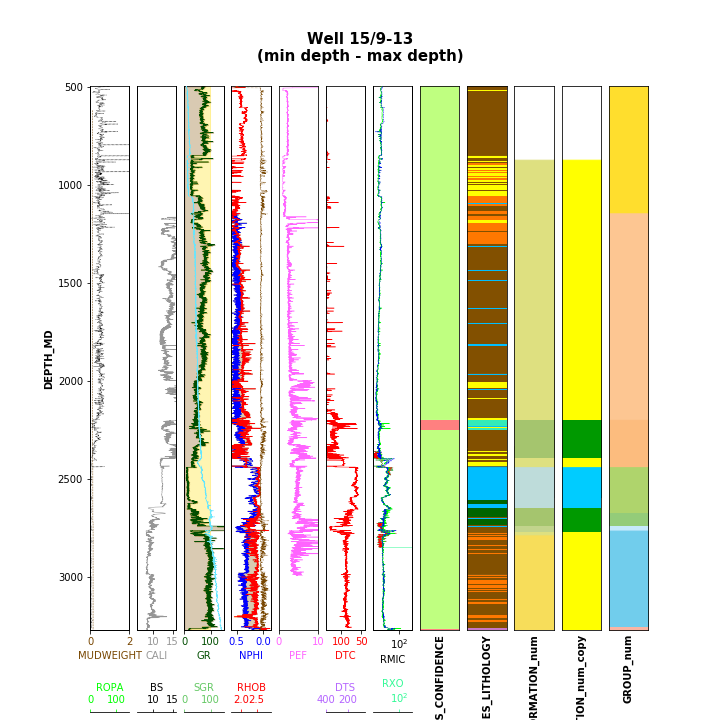 Well 15/9-13
(min depth - max depth)
500
1000
1500
2000
2500
3000
DEPTH_MD
0 2
MUDWEIGHT
ROPA
0 100
10 15
CALI
BS
10 15
0 100
GR
SGR
0 100
0.5 0.0
NPHI
RHOB
2.02.5
0 10
PEF
100 50
DTC
DTS
400 200
10²
RMIC
RXO
10²
S_CONFIDENCE
ES_LITHOLOGY
RMATION_num
TION_num_copy
GROUP_num